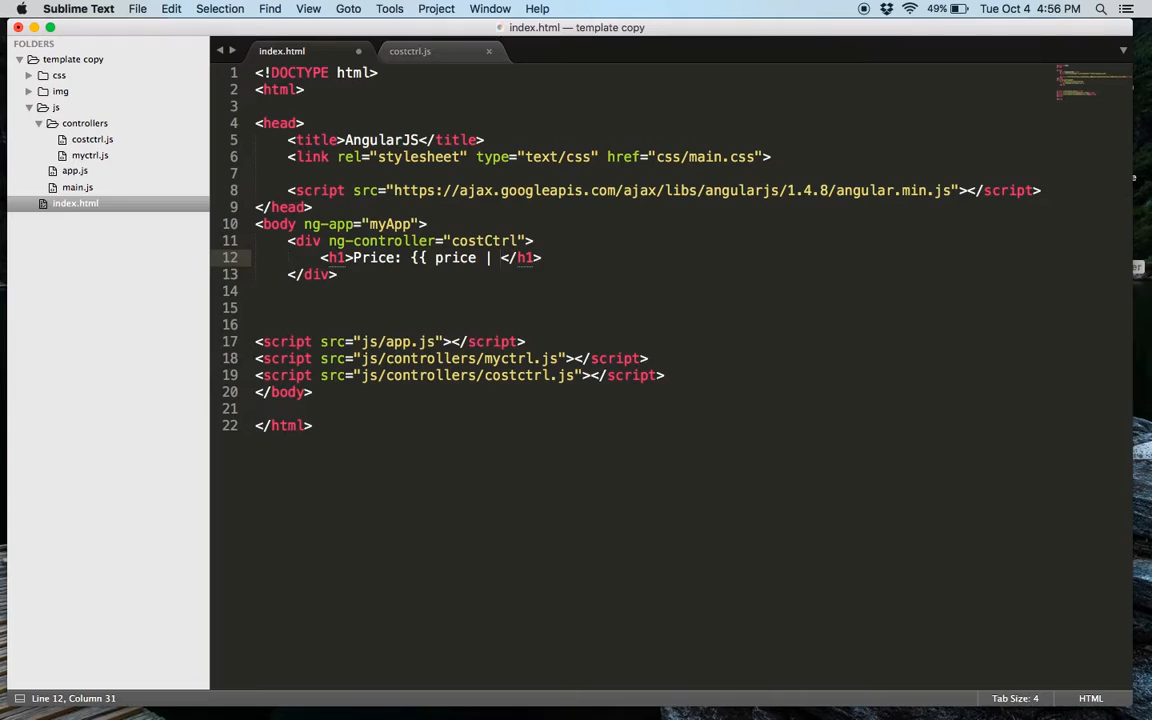 Sublime Text File Edit Selection Find View Goto Tools Project Window Help 49% Tue Oct 4 4:56 PM
index.html — template copy
FOLDERS
template copy
css
img
js
controllers
costctrl.js
myctrl.js
app.js
main.js
index.html
index.html costctrl.js ×
1 <!DOCTYPE html>
2 <html>
3
4 <head>
5 <title>AngularJS</title>
6 <link rel="stylesheet" type="text/css" href="css/main.css">
7
8 <script src="https://ajax.googleapis.com/ajax/libs/angularjs/1.4.8/angular.min.js"></script>
9 </head>
10 <body ng-app="myApp">
11 <div ng-controller="costCtrl">
12 <h1>Price: {{ price | </h1>
13 </div>
14
15
16
17 <script src="js/app.js"></script>
18 <script src="js/controllers/myctrl.js"></script>
19 <script src="js/controllers/costctrl.js"></script>
20 </body>
21
22 </html>
Line 12, Column 31 Tab Size: 4 HTML